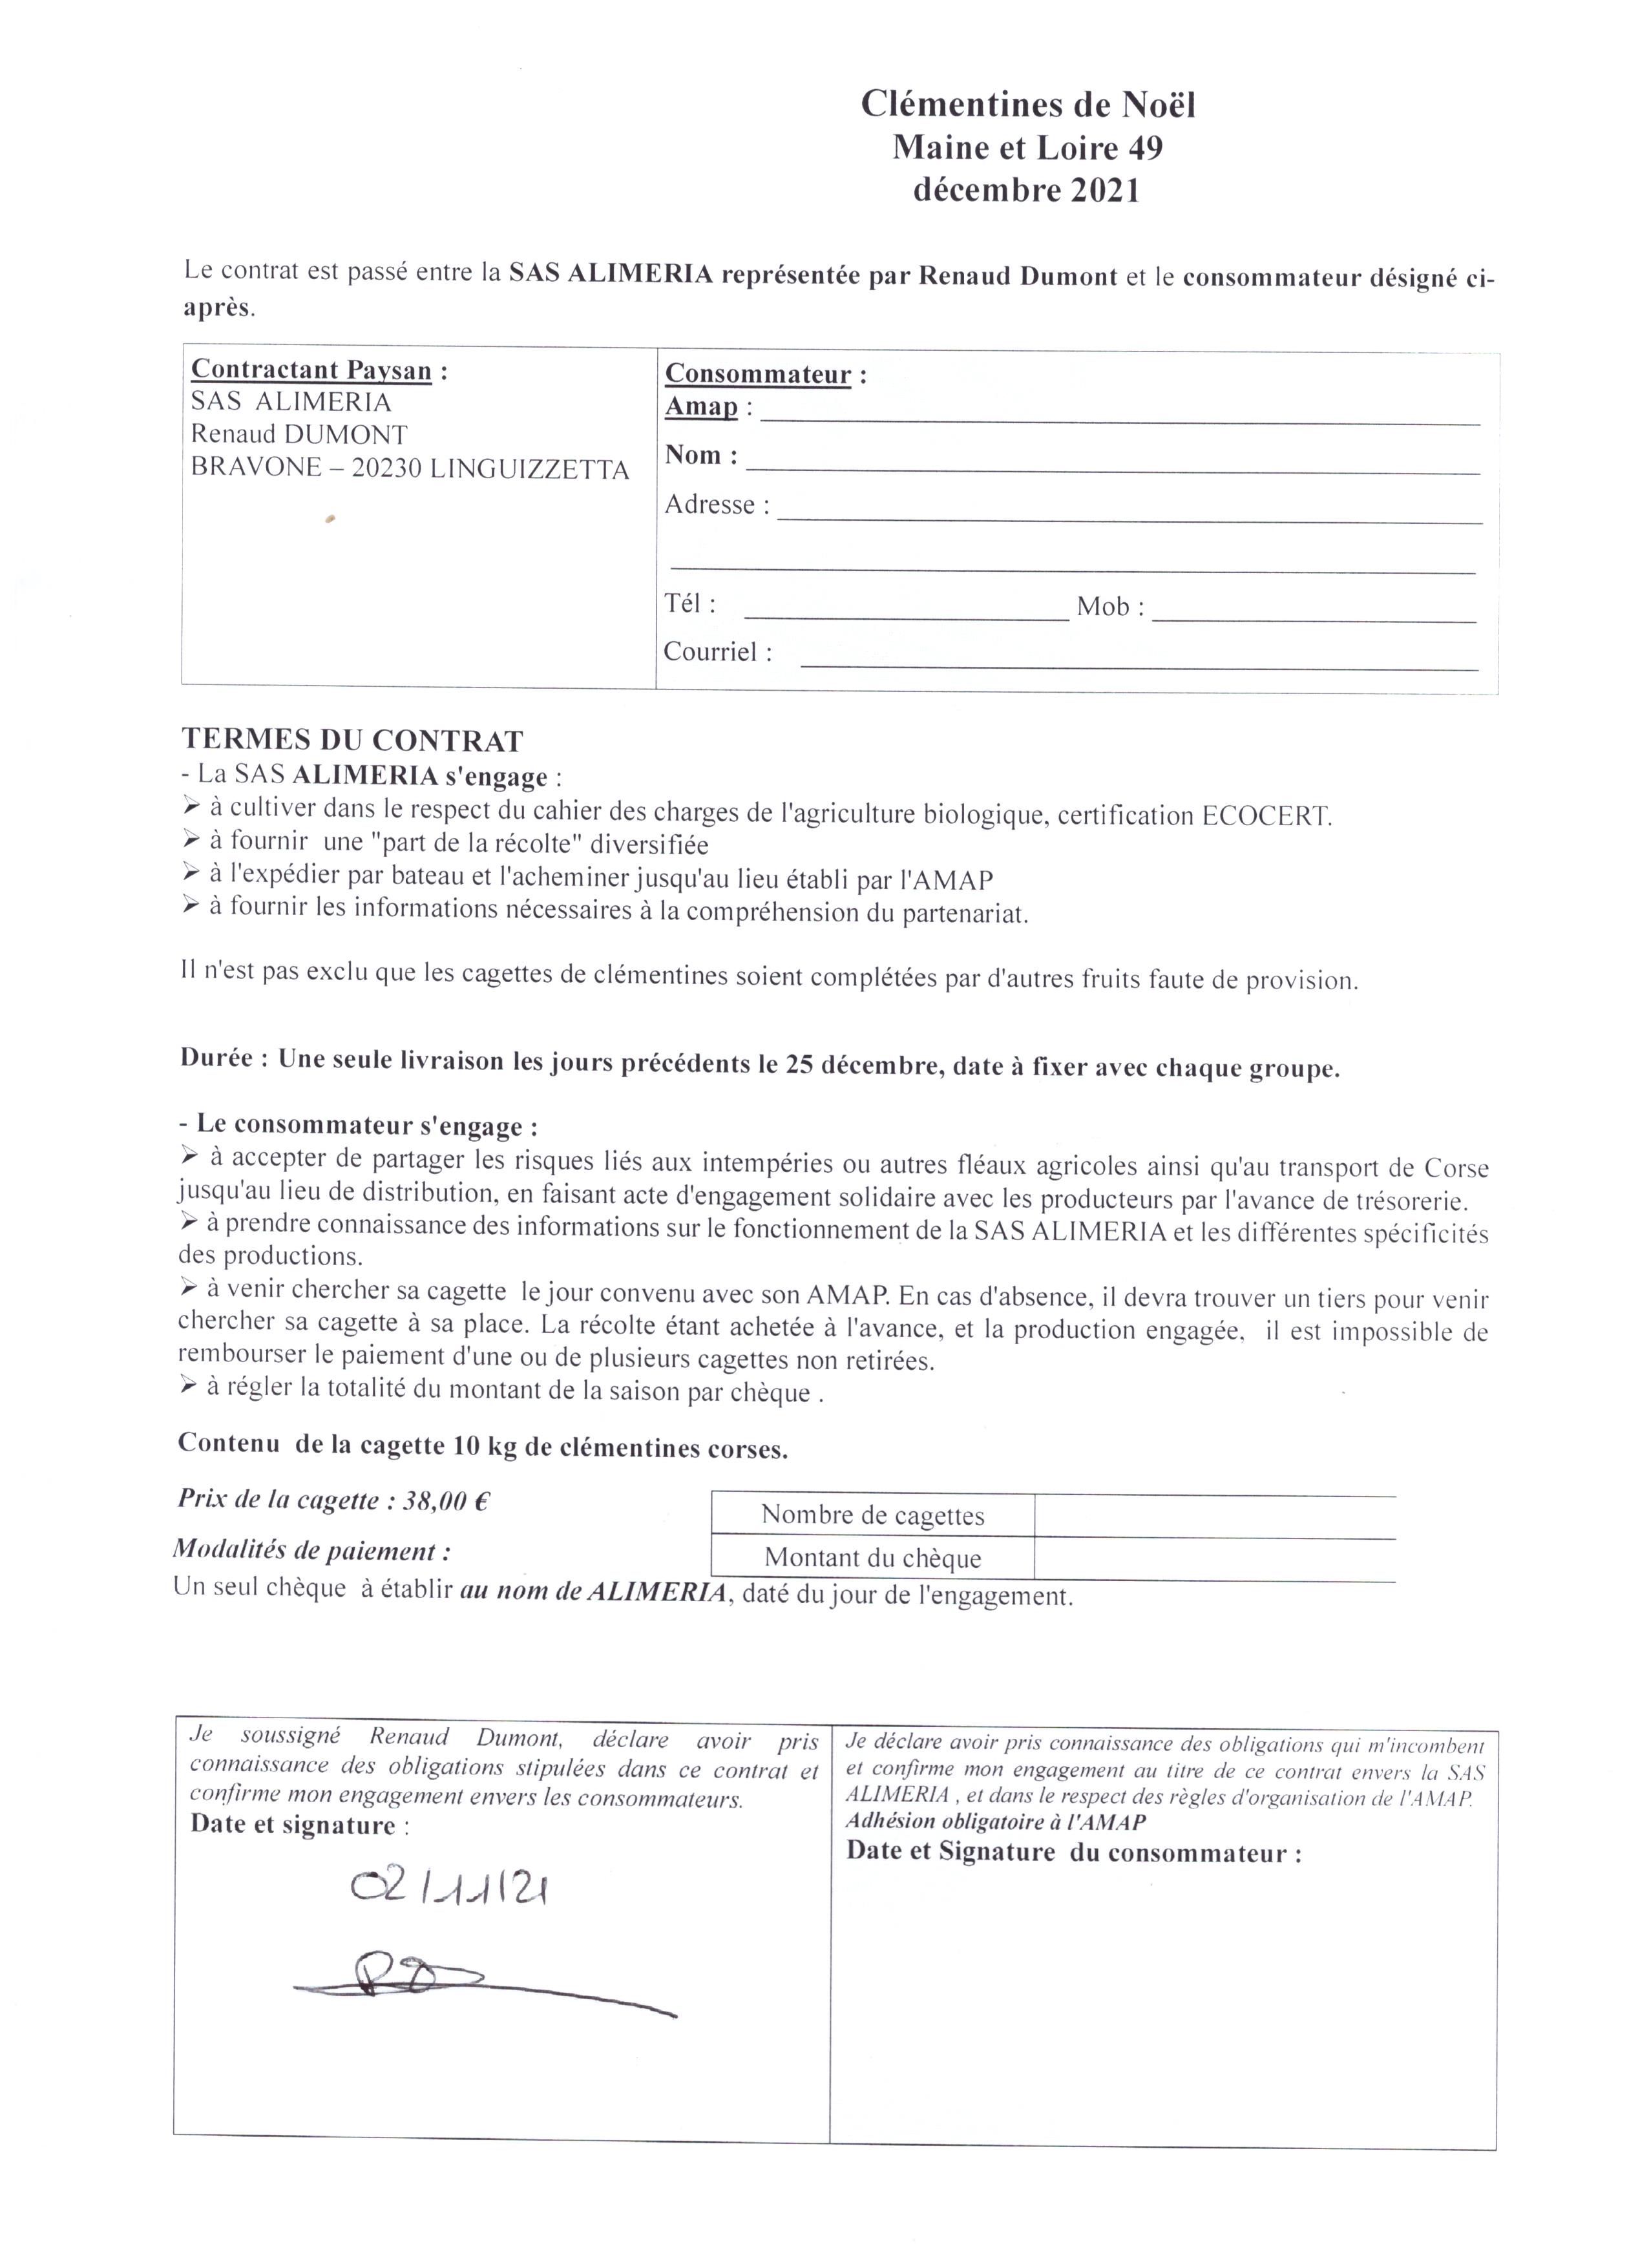 Clémentines de Noël
Maine et Loire 49
décembre 2021
Le contrat est passé entre la SAS ALIMERIA représentée par Renaud Dumont et le consommateur désigné ci-
après.
Contractant Paysan :
SAS ALIMERIA
Renaud DUMONT
BRAVONE – 20230 LINGUIZZETTA
Consommateur :
Amap :
Nom :
Adresse :
Tél : Mob :
Courriel :
TERMES DU CONTRAT
- La SAS ALIMERIA s'engage :
➢ à cultiver dans le respect du cahier des charges de l'agriculture biologique, certification ECOCERT.
➢ à fournir une "part de la récolte" diversifiée
➢ à l'expédier par bateau et l'acheminer jusqu'au lieu établi par l'AMAP
➢ à fournir les informations nécessaires à la compréhension du partenariat.
Il n'est pas exclu que les cagettes de clémentines soient complétées par d'autres fruits faute de provision.
Durée : Une seule livraison les jours précédents le 25 décembre, date à fixer avec chaque groupe.
- Le consommateur s'engage :
➢ à accepter de partager les risques liés aux intempéries ou autres fléaux agricoles ainsi qu'au transport de Corse
jusqu'au lieu de distribution, en faisant acte d'engagement solidaire avec les producteurs par l'avance de trésorerie.
➢ à prendre connaissance des informations sur le fonctionnement de la SAS ALIMERIA et les différentes spécificités
des productions.
➢ à venir chercher sa cagette le jour convenu avec son AMAP. En cas d'absence, il devra trouver un tiers pour venir
chercher sa cagette à sa place. La récolte étant achetée à l'avance, et la production engagée, il est impossible de
rembourser le paiement d'une ou de plusieurs cagettes non retirées.
➢ à régler la totalité du montant de la saison par chèque .
Contenu de la cagette 10 kg de clémentines corses.
Prix de la cagette : 38,00 €
Nombre de cagettes
Modalités de paiement :
Montant du chèque
Un seul chèque à établir au nom de ALIMERIA, daté du jour de l'engagement.
Je soussigné Renaud Dumont, déclare avoir pris
connaissance des obligations stipulées dans ce contrat et
confirme mon engagement envers les consommateurs.
Date et signature :
02/11/21
Je déclare avoir pris connaissance des obligations qui m'incombent
et confirme mon engagement au titre de ce contrat envers la SAS
ALIMERIA , et dans le respect des règles d'organisation de l'AMAP.
Adhésion obligatoire à l'AMAP
Date et Signature du consommateur :